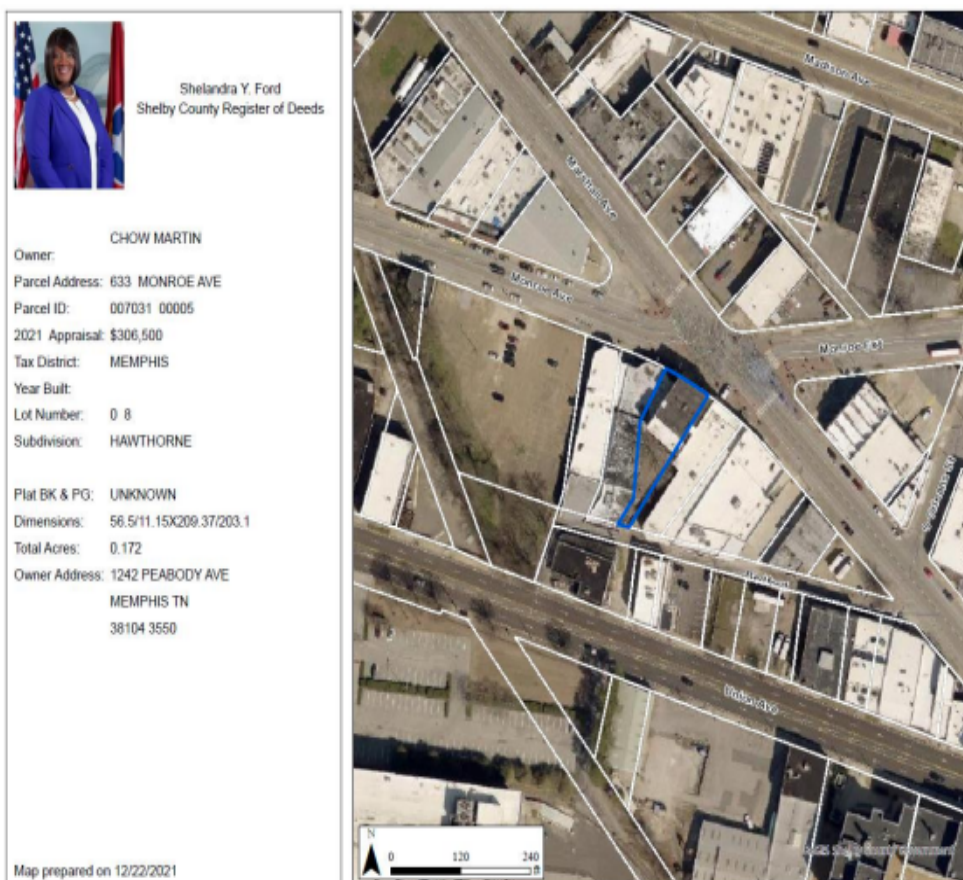 Shelandra Y. Ford
Shelby County Register of Deeds
CHOW MARTIN
Owner:
Parcel Address: 633 MONROE AVE
Parcel ID: 007031 00005
2021 Appraisal: $306,500
Tax District: MEMPHIS
Year Built:
Lot Number: 0 8
Subdivision: HAWTHORNE
Plat BK & PG: UNKNOWN
Dimensions: 56.5/11.15X209.37/203.1
Total Acres: 0.172
Owner Address: 1242 PEABODY AVE
MEMPHIS TN
38104 3550
Map prepared on 12/22/2021
Madison Ave
Marshall Ave
Monroe Ave
Monroe Ext
Union Ave
N
0 120 240
ft